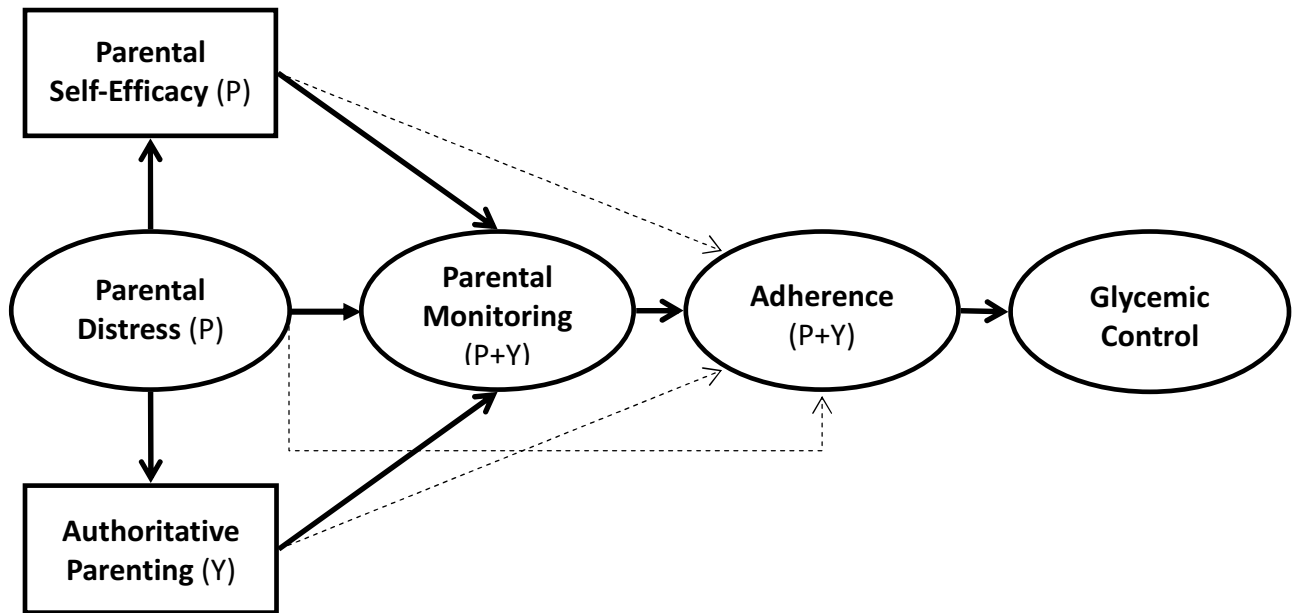 Parental
Self-Efficacy (P)
Parental
Distress (P)
Parental
Monitoring
(P+Y)
Adherence
(P+Y)
Glycemic
Control
Authoritative
Parenting (Y)